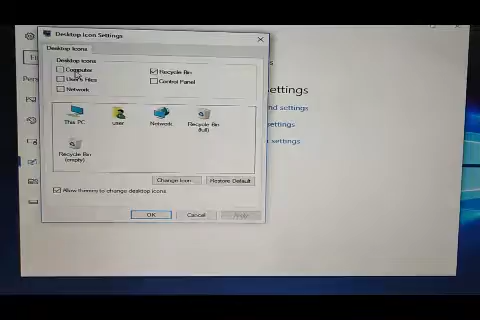 Desktop Icon Settings
Desktop Icons
Desktop icons
Computer
Recycle Bin
User's Files
Control Panel
Network
This PC
user
Network
Recycle Bin
(full)
Recycle Bin
(empty)
Change Icon...
Restore Default
Allow themes to change desktop icons
OK
Cancel
Apply
ettings
nd settings
settings
settings